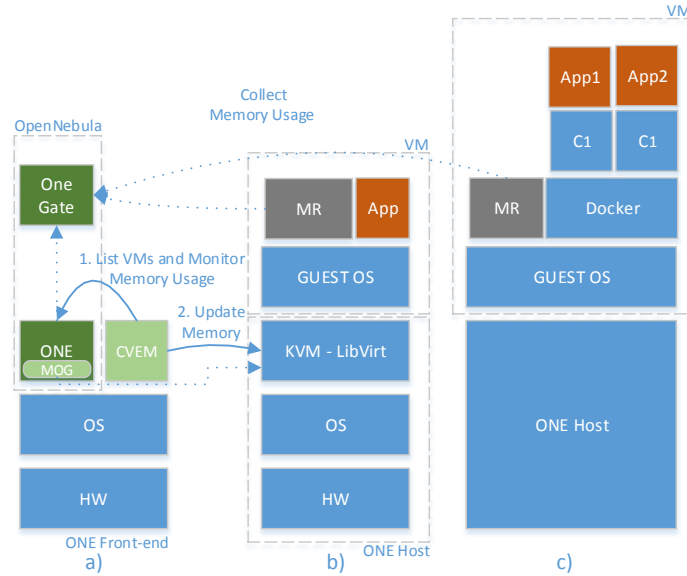 VM
App1
App2
Collect
Memory Usage
OpenNebula
VM
C1
C1
One
Gate
MR
App
MR
Docker
1. List VMs and Monitor
Memory Usage
GUEST OS
GUEST OS
2. Update
Memory
ONE
MOG
CVEM
KVM - LibVirt
OS
OS
ONE Host
HW
HW
ONE Front-end
ONE Host
a)
b)
c)